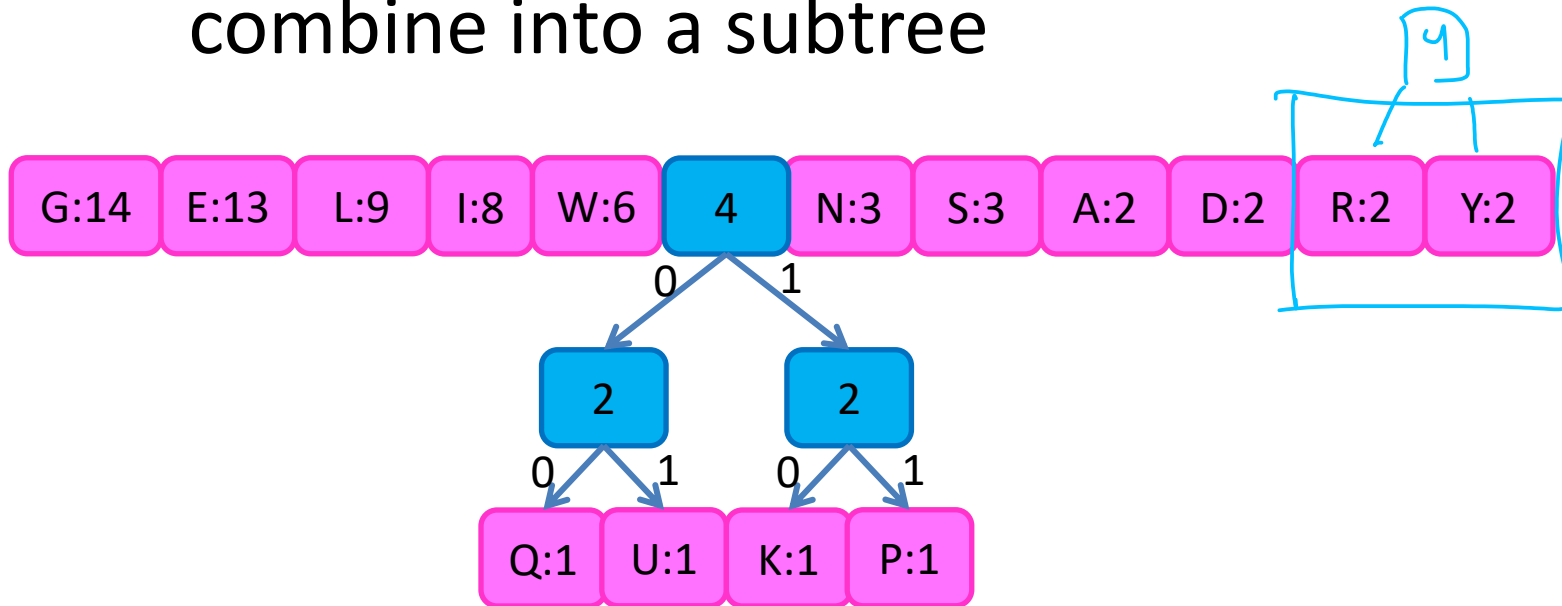 combine into a subtree
4
G:14 E:13 L:9 I:8 W:6 4 N:3 S:3 A:2 D:2 R:2 Y:2
0 1
2 2
0 1 0 1
Q:1 U:1 K:1 P:1